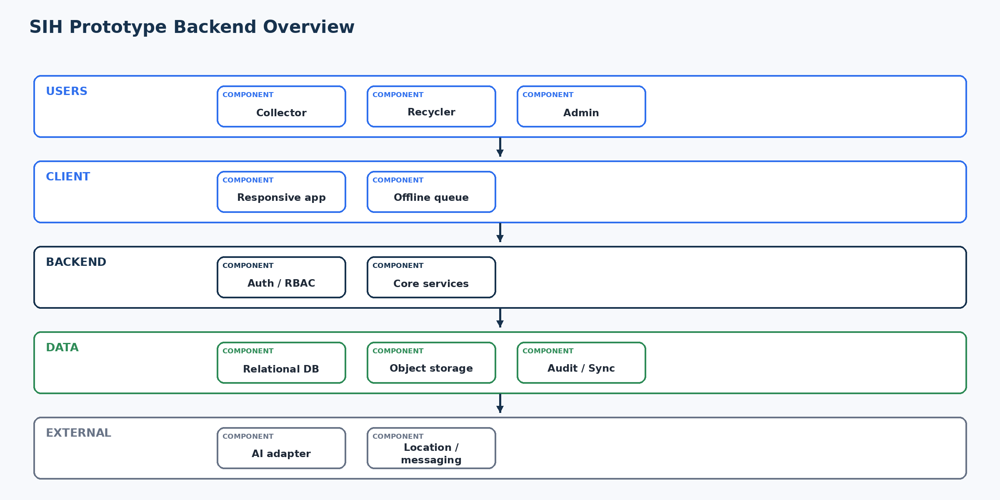 SIH Prototype Backend Overview
USERS
COMPONENT
Collector
COMPONENT
Recycler
COMPONENT
Admin
CLIENT
COMPONENT
Responsive app
COMPONENT
Offline queue
BACKEND
COMPONENT
Auth / RBAC
COMPONENT
Core services
DATA
COMPONENT
Relational DB
COMPONENT
Object storage
COMPONENT
Audit / Sync
EXTERNAL
COMPONENT
AI adapter
COMPONENT
Location /
messaging